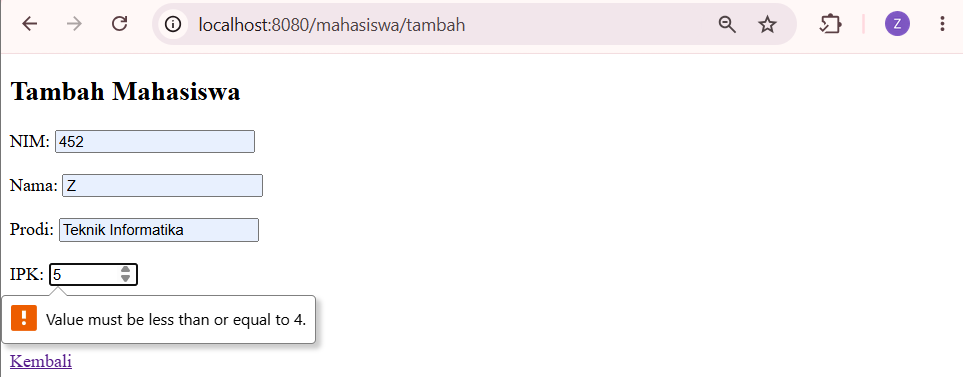 localhost:8080/mahasiswa/tambah
Z
Tambah Mahasiswa
NIM: 452
Nama: Z
Prodi: Teknik Informatika
IPK: 5
! Value must be less than or equal to 4.
Kembali